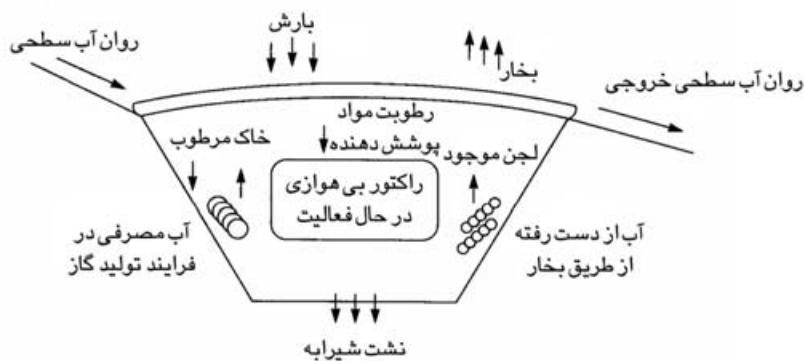 بارش
روان آب سطحی
بخار
روان آب سطحی خروجی
رطوبت مواد
پوشش دهنده
خاک مرطوب
لجن موجود
راکتور بی هوازی
در حال فعالیت
آب مصرفی در
فرایند تولید گاز
آب از دست رفته
از طریق بخار
نشت شیرابه